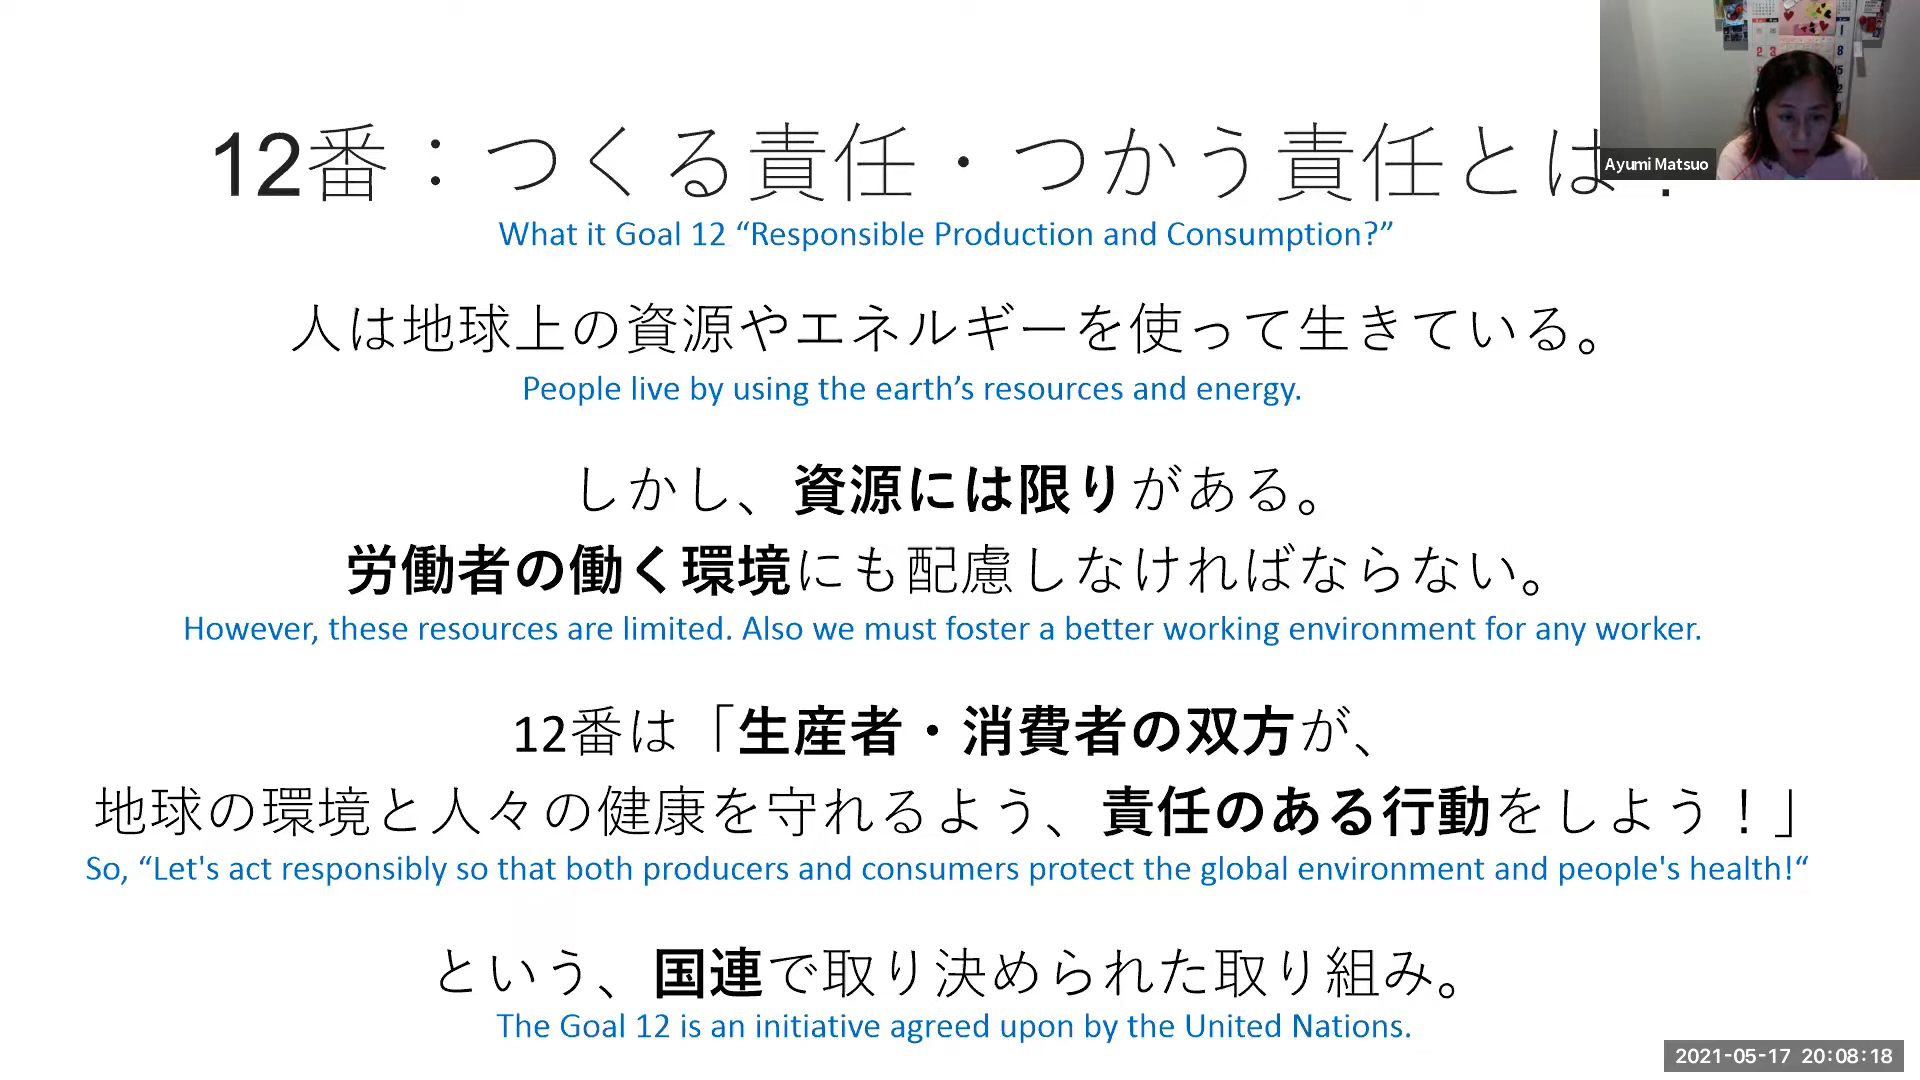 12番：つくる責任・つかう責任とは
What it Goal 12 “Responsible Production and Consumption?”
人は地球上の資源やエネルギーを使って生きている。
People live by using the earth’s resources and energy.
しかし、資源には限りがある。
労働者の働く環境にも配慮しなければならない。
However, these resources are limited. Also we must foster a better working environment for any worker.
12番は「生産者・消費者の双方が、
地球の環境と人々の健康を守れるよう、責任のある行動をしよう！」
So, “Let's act responsibly so that both producers and consumers protect the global environment and people's health!“
という、国連で取り決められた取り組み。
The Goal 12 is an initiative agreed upon by the United Nations.
Ayumi Matsuo
2021-05-17 20:08:18